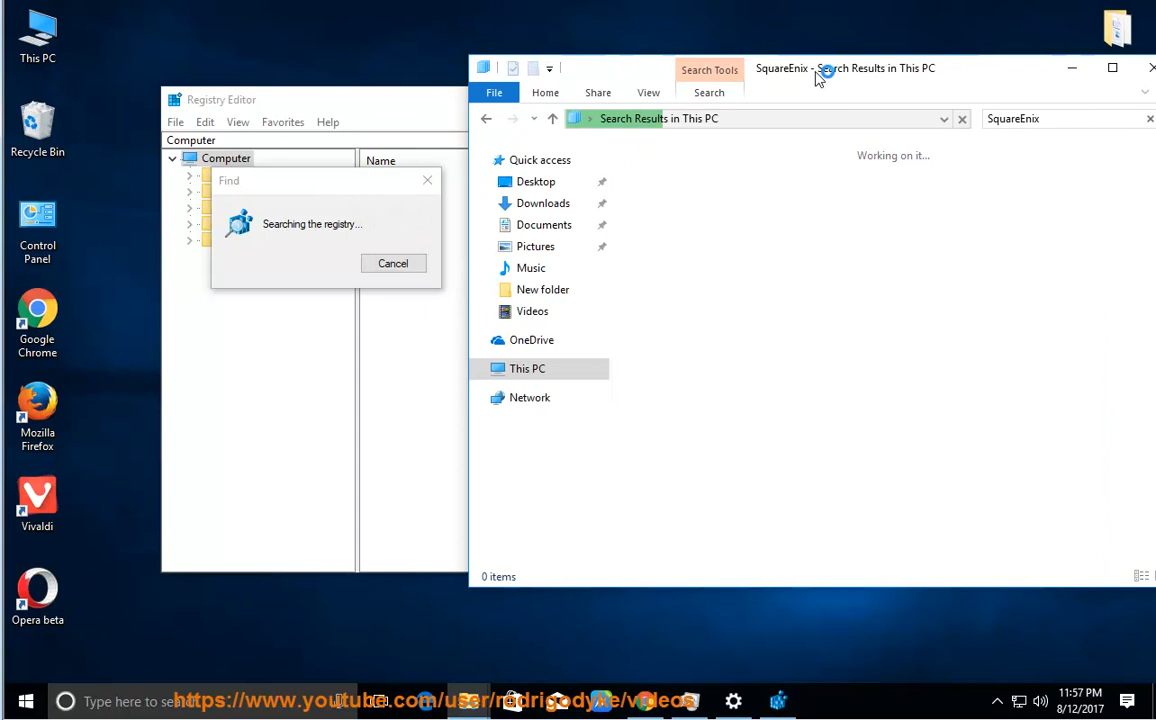 This PC
Recycle Bin
Control
Panel
Google
Chrome
Mozilla
Firefox
Vivaldi
Opera beta
Registry Editor
File Edit View Favorites Help
Computer
Computer
Name
Find
Searching the registry...
Cancel
Search Tools
SquareEnix - Search Results in This PC
File Home Share View Search
Search Results in This PC
SquareEnix
Working on it...
Quick access
Desktop
Downloads
Documents
Pictures
Music
New folder
Videos
OneDrive
This PC
Network
0 items
Type here to search
https://www.youtube.com/user/rodrigodyke/videos
11:57 PM
8/12/2017